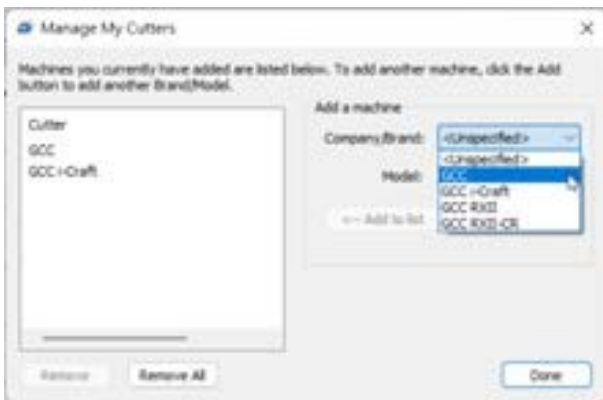 Manage My Cutters
Machines you currently have added are listed below. To add another machine, click the Add
button to add another Brand/Model.
Cutter
GCC
GCC i-Craft
Add a machine
Company/Brand:
<Unspecified>
<Unspecified>
GCC
Model:
GCC i-Craft
GCC RXII
<-- Add to list
GCC RXII-CR
Remove
Remove All
Done